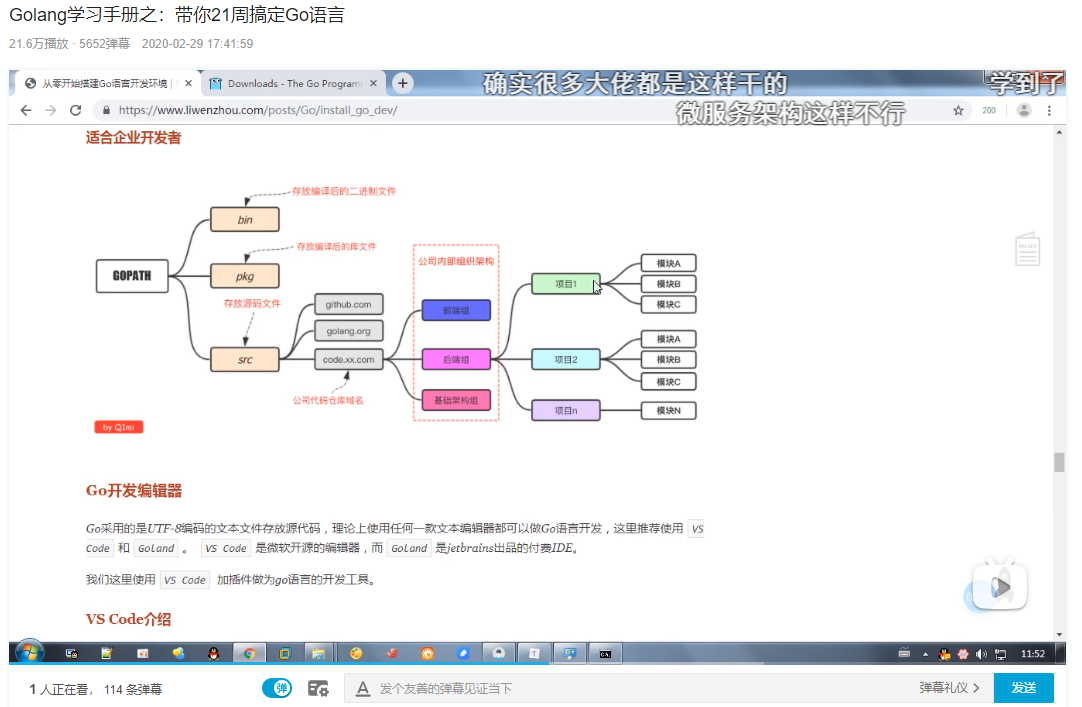 Golang学习手册之：带你21周搞定Go语言
21.6万播放 · 5652弹幕 2020-02-29 17:41:59
从零开始搭建Go语言开发环境 |
Downloads - The Go Program
确实很多大佬都是这样干的
学到了
https://www.liwenzhou.com/posts/Go/install_go_dev/
微服务架构这样不行
200
适合企业开发者
存放编译后的二进制文件
bin
存放编译后的库文件
GOPATH
pkg
存放源码文件
src
github.com
golang.org
code.xx.com
公司代码仓库域名
公司内部组织架构
前端组
后端组
基础架构组
项目1
模块A
模块B
模块C
项目2
模块A
模块B
模块C
项目n
模块N
by Q1mi
MENU
Go开发编辑器
Go采用的是UTF-8编码的文本文件存放源代码，理论上使用任何一款文本编辑器都可以做Go语言开发，这里推荐使用 VS
Code 和 Goland 。 VS Code 是微软开源的编辑器，而 Goland 是jetbrains出品的付费IDE。
我们这里使用 VS Code 加插件做为go语言的开发工具。
VS Code介绍
11:52
1 人正在看， 114 条弹幕
弹
A 发个友善的弹幕见证当下
弹幕礼仪 >
发送